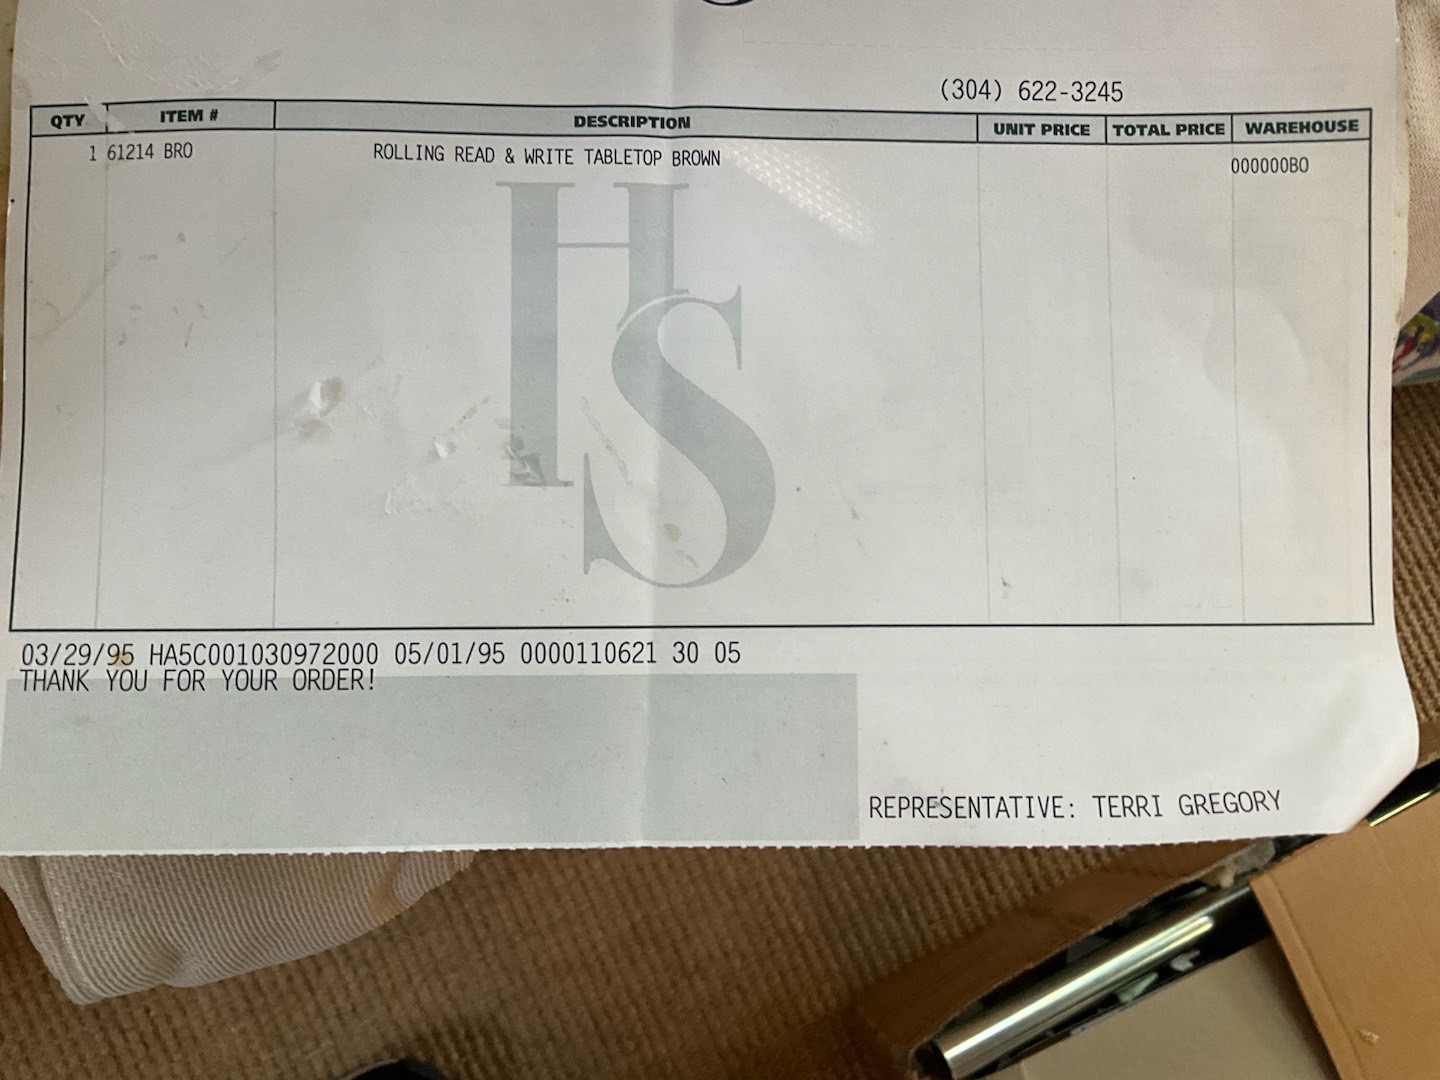 (304) 622-3245
QTY ITEM # DESCRIPTION UNIT PRICE TOTAL PRICE WAREHOUSE
1 61214 BRO ROLLING READ & WRITE TABLETOP BROWN 000000BO
HS
03/29/95 HA5C001030972000 05/01/95 0000110621 30 05
THANK YOU FOR YOUR ORDER!
REPRESENTATIVE: TERRI GREGORY